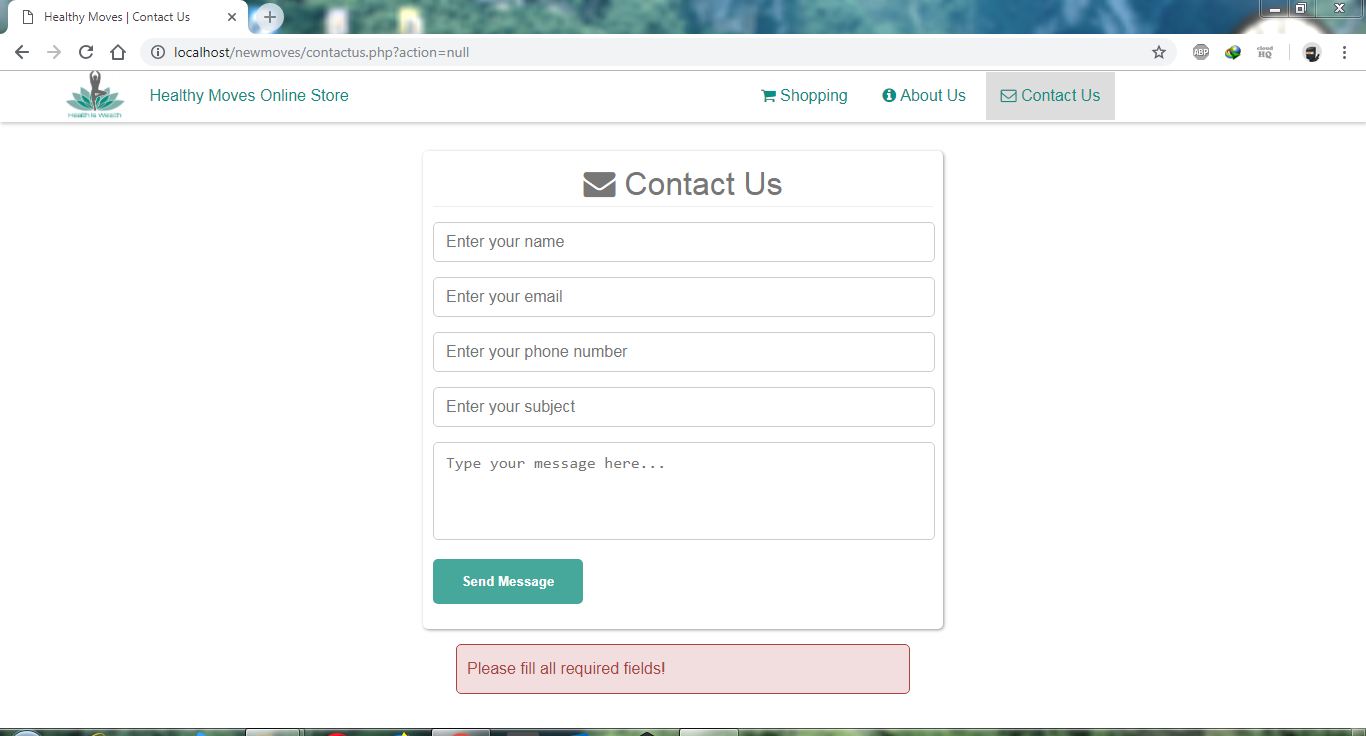 Healthy Moves | Contact Us
localhost/newmoves/contactus.php?action=null
ABP
cloud
HQ
Health is Wealth
Healthy Moves Online Store
Shopping
About Us
Contact Us
Contact Us
Enter your name
Enter your email
Enter your phone number
Enter your subject
Type your message here...
Send Message
Please fill all required fields!